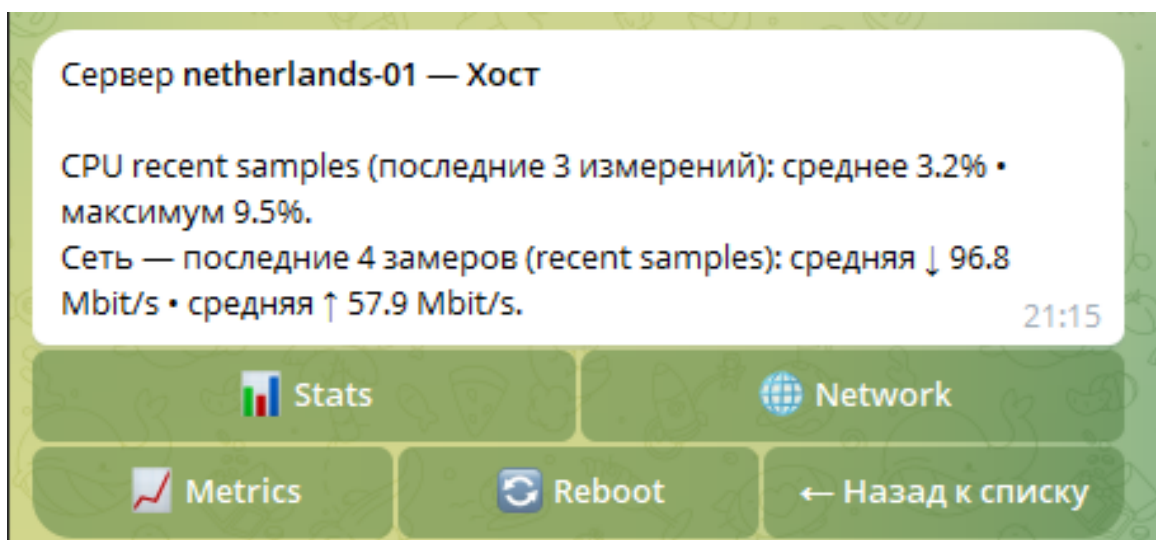 Сервер netherlands-01 — Хост
CPU recent samples (последние 3 измерений): среднее 3.2% •
максимум 9.5%.
Сеть — последние 4 замеров (recent samples): средняя ↓ 96.8
Mbit/s • средняя ↑ 57.9 Mbit/s.
21:15
Stats
Network
Metrics
Reboot
← Назад к списку